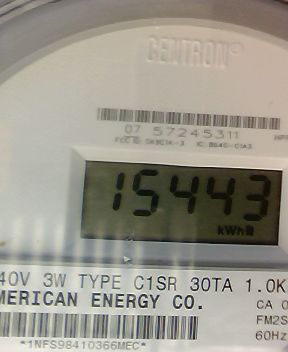 CENTRON®
07 57245311
15443
kWh
40V 3W TYPE C1SR 30TA 1.0K
MERICAN ENERGY CO.
CA 0
FM2S
60Hz
*1NFS98410366MEC*